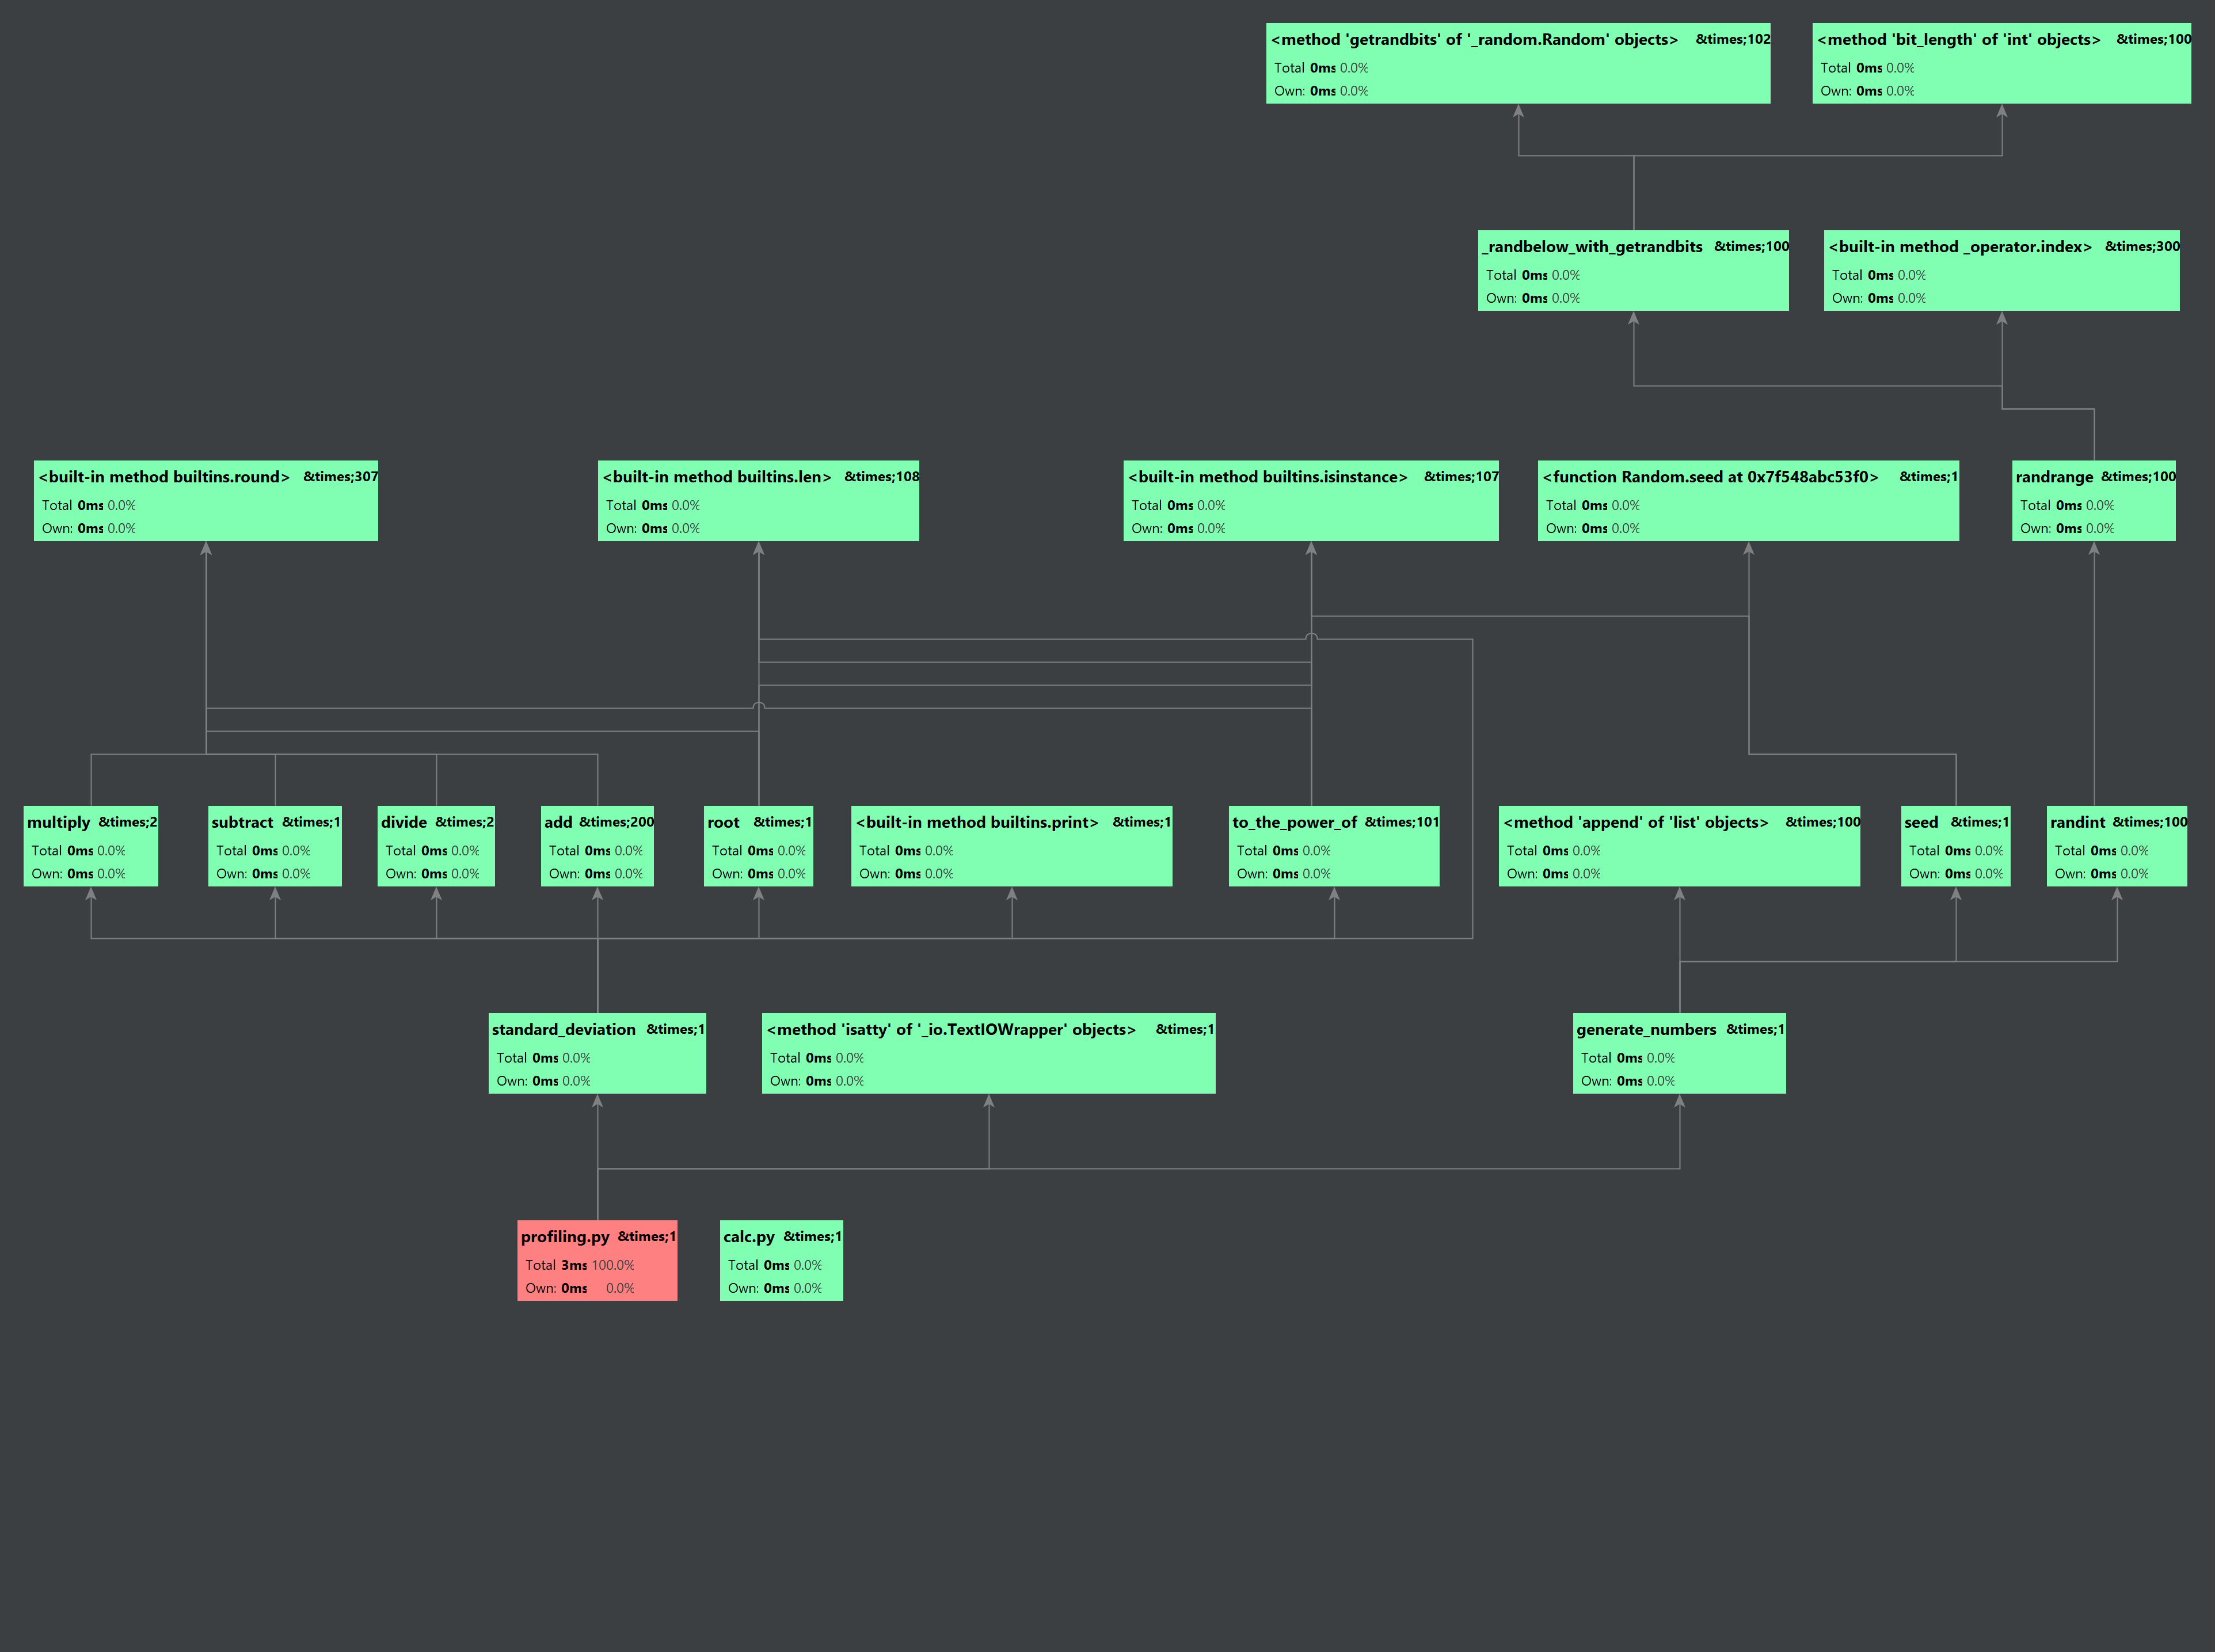 <method 'getrandbits' of '_random.Random' objects> &times;102
Total 0ms 0.0%
Own: 0ms 0.0%
<method 'bit_length' of 'int' objects> &times;100
Total 0ms 0.0%
Own: 0ms 0.0%
_randbelow_with_getrandbits &times;100
Total 0ms 0.0%
Own: 0ms 0.0%
<built-in method _operator.index> &times;300
Total 0ms 0.0%
Own: 0ms 0.0%
<built-in method builtins.round> &times;307
Total 0ms 0.0%
Own: 0ms 0.0%
<built-in method builtins.len> &times;108
Total 0ms 0.0%
Own: 0ms 0.0%
<built-in method builtins.isinstance> &times;107
Total 0ms 0.0%
Own: 0ms 0.0%
<function Random.seed at 0x7f548abc53f0> &times;1
Total 0ms 0.0%
Own: 0ms 0.0%
randrange &times;100
Total 0ms 0.0%
Own: 0ms 0.0%
multiply &times;2
Total 0ms 0.0%
Own: 0ms 0.0%
subtract &times;1
Total 0ms 0.0%
Own: 0ms 0.0%
divide &times;2
Total 0ms 0.0%
Own: 0ms 0.0%
add &times;200
Total 0ms 0.0%
Own: 0ms 0.0%
root &times;1
Total 0ms 0.0%
Own: 0ms 0.0%
<built-in method builtins.print> &times;1
Total 0ms 0.0%
Own: 0ms 0.0%
to_the_power_of &times;101
Total 0ms 0.0%
Own: 0ms 0.0%
<method 'append' of 'list' objects> &times;100
Total 0ms 0.0%
Own: 0ms 0.0%
seed &times;1
Total 0ms 0.0%
Own: 0ms 0.0%
randint &times;100
Total 0ms 0.0%
Own: 0ms 0.0%
standard_deviation &times;1
Total 0ms 0.0%
Own: 0ms 0.0%
<method 'isatty' of '_io.TextIOWrapper' objects> &times;1
Total 0ms 0.0%
Own: 0ms 0.0%
generate_numbers &times;1
Total 0ms 0.0%
Own: 0ms 0.0%
profiling.py &times;1
Total 3ms 100.0%
Own: 0ms 0.0%
calc.py &times;1
Total 0ms 0.0%
Own: 0ms 0.0%